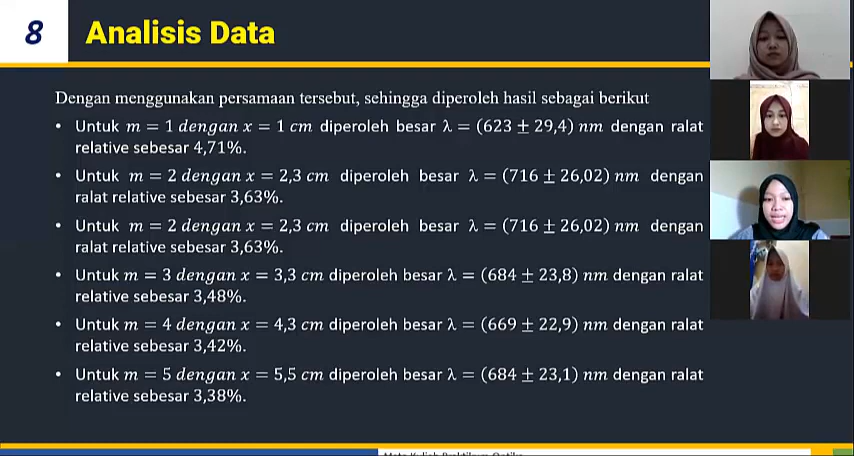 8
Analisis Data
Dengan menggunakan persamaan tersebut, sehingga diperoleh hasil sebagai berikut
• Untuk m = 1 dengan x = 1 cm diperoleh besar λ = (623 ± 29,4) nm dengan ralat
relative sebesar 4,71%.
• Untuk m = 2 dengan x = 2,3 cm diperoleh besar λ = (716 ± 26,02) nm dengan
ralat relative sebesar 3,63%.
• Untuk m = 2 dengan x = 2,3 cm diperoleh besar λ = (716 ± 26,02) nm dengan
ralat relative sebesar 3,63%.
• Untuk m = 3 dengan x = 3,3 cm diperoleh besar λ = (684 ± 23,8) nm dengan ralat
relative sebesar 3,48%.
• Untuk m = 4 dengan x = 4,3 cm diperoleh besar λ = (669 ± 22,9) nm dengan ralat
relative sebesar 3,42%.
• Untuk m = 5 dengan x = 5,5 cm diperoleh besar λ = (684 ± 23,1) nm dengan ralat
relative sebesar 3,38%.